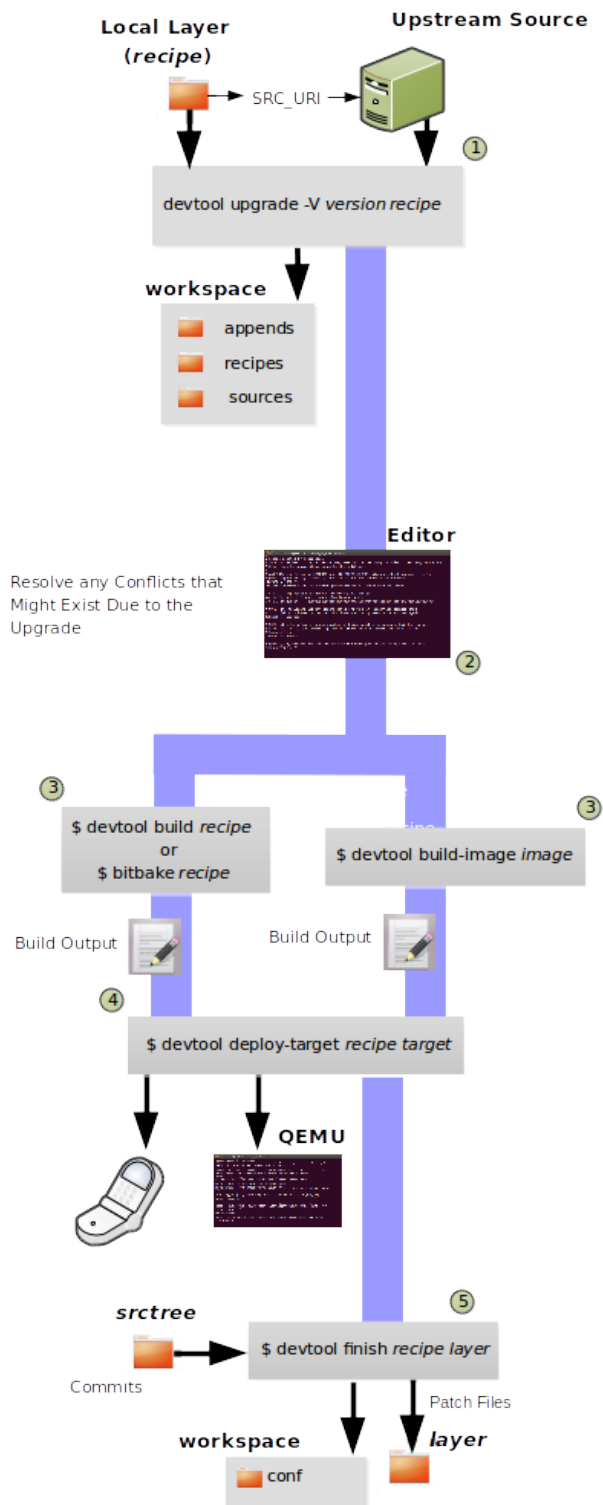 Local Layer
(recipe)
Upstream Source
SRC_URI
1
devtool upgrade -V version recipe
workspace
appends
recipes
sources
Editor
Resolve any Conflicts that
Might Exist Due to the
Upgrade
2
3
$ devtool build recipe
or
$ bitbake recipe
3
$ devtool build-image image
Build Output
Build Output
4
$ devtool deploy-target recipe target
QEMU
5
srctree
$ devtool finish recipe layer
Commits
Patch Files
workspace
layer
conf